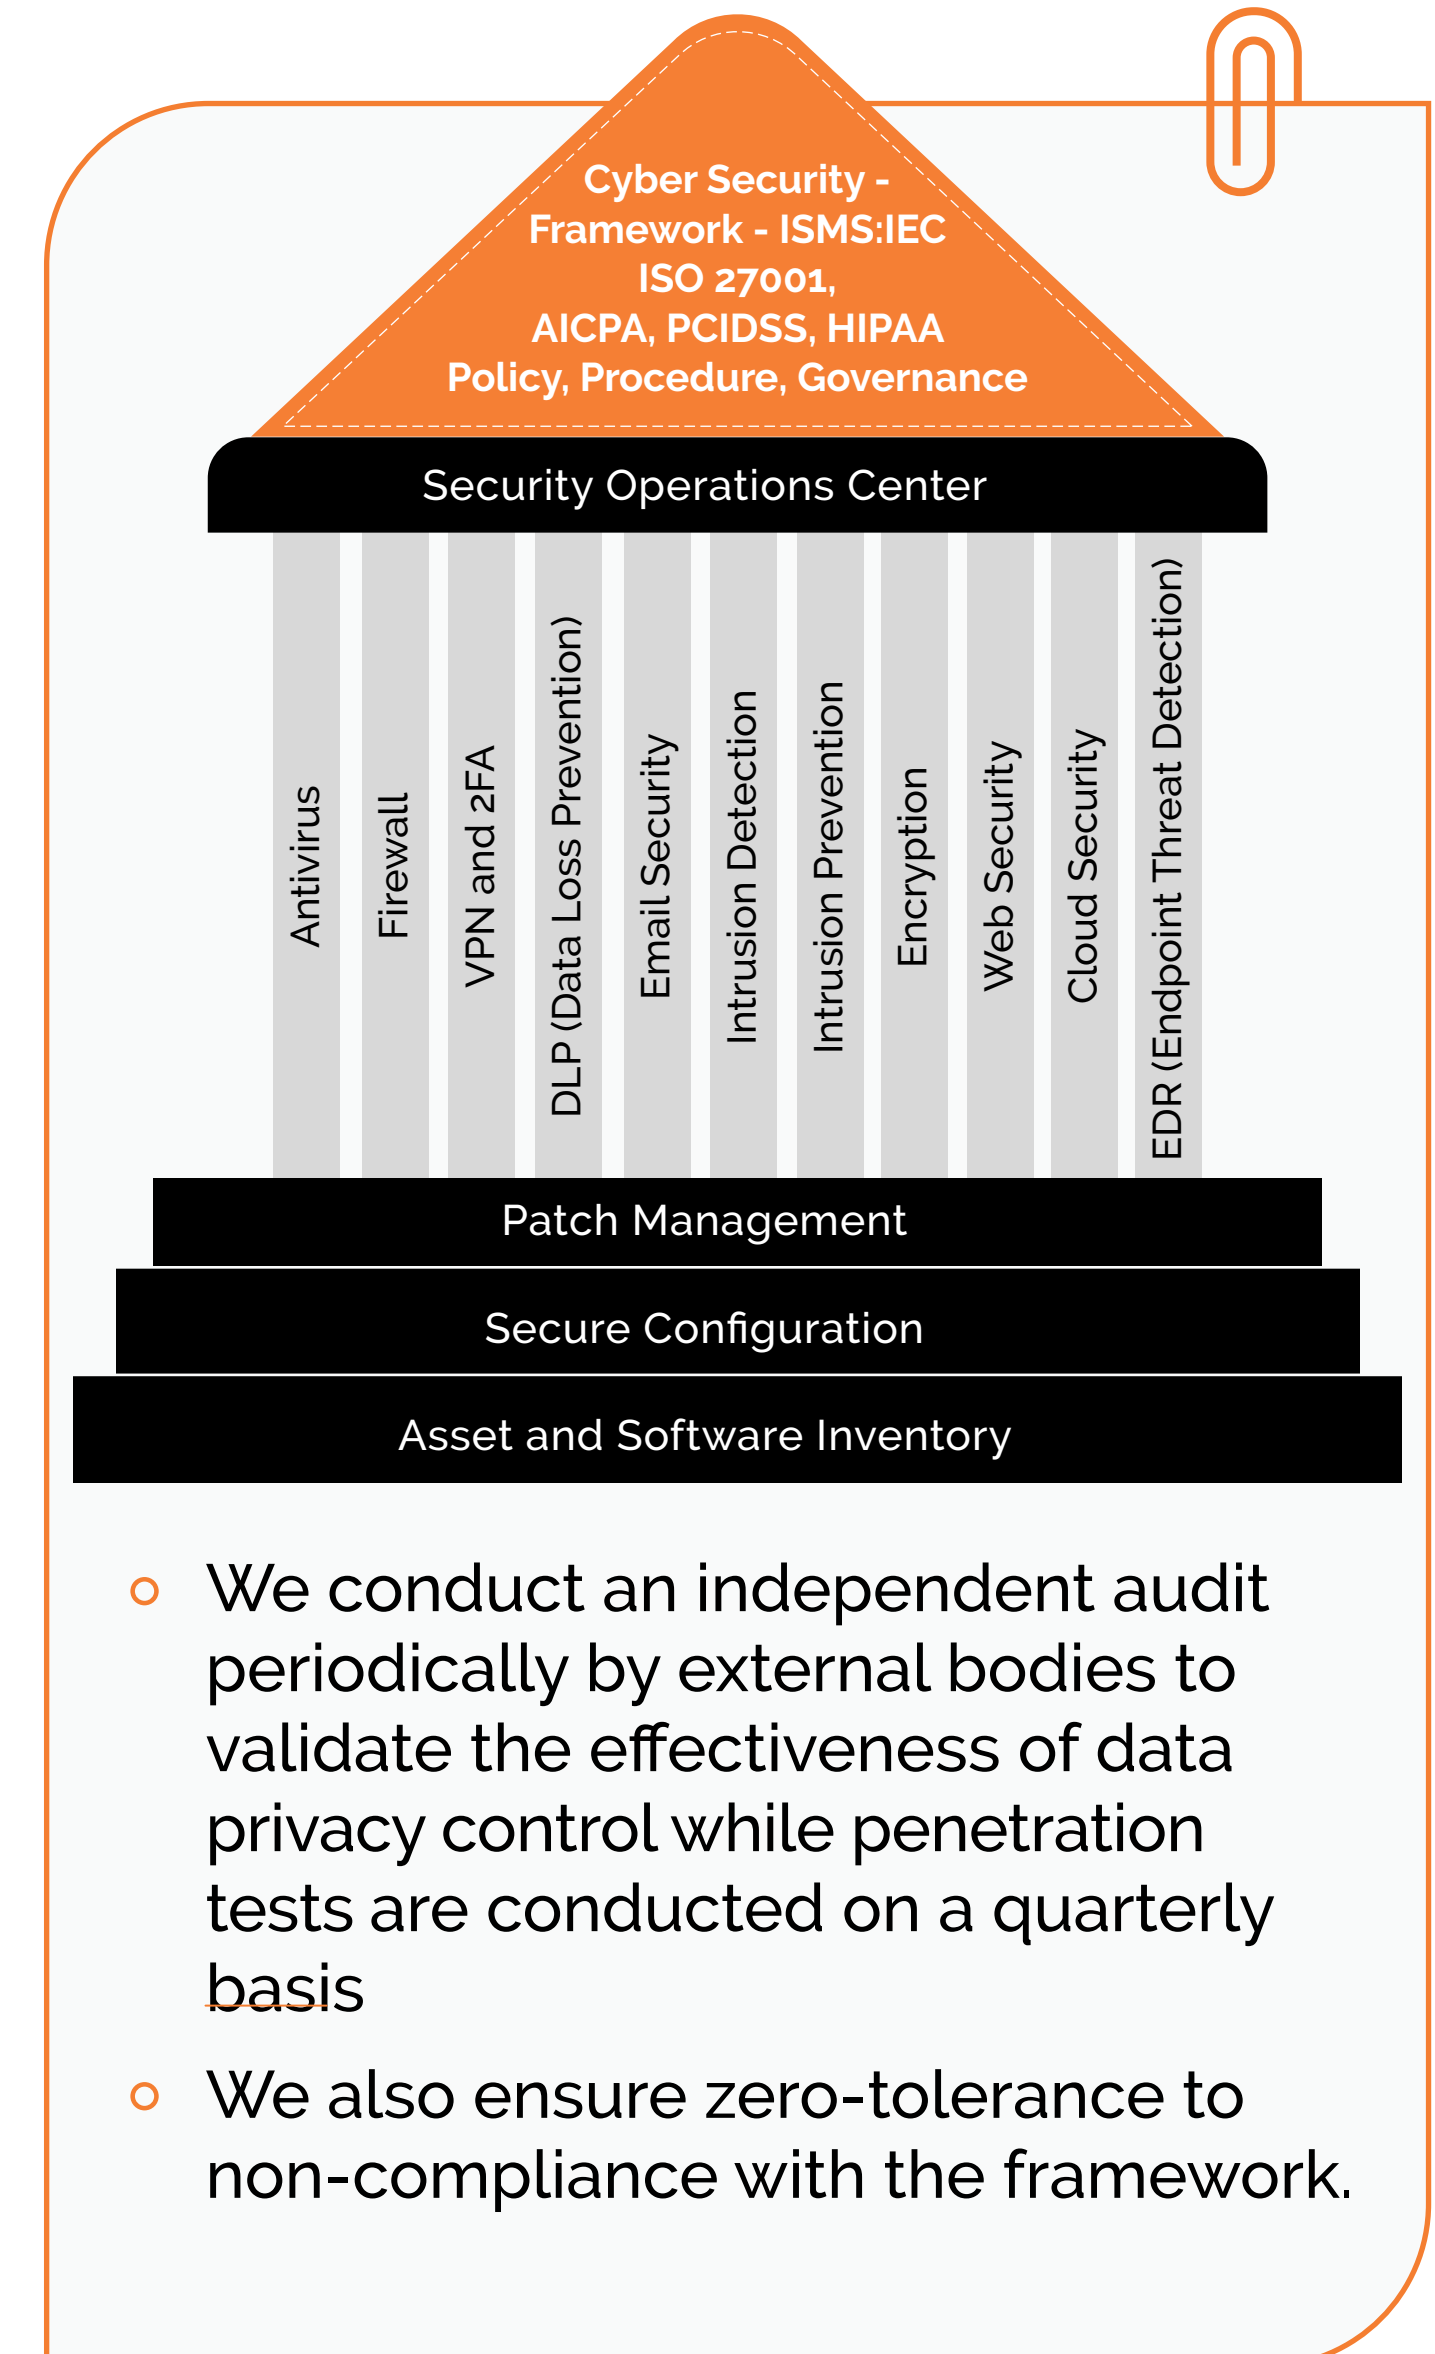 Cyber Security -
Framework - ISMS:IEC
ISO 27001,
AICPA, PCIDSS, HIPAA
Policy, Procedure, Governance
Security Operations Center
Antivirus
Firewall
VPN and 2FA
DLP (Data Loss Prevention)
Email Security
Intrusion Detection
Intrusion Prevention
Encryption
Web Security
Cloud Security
EDR (Endpoint Threat Detection)
Patch Management
Secure Configuration
Asset and Software Inventory
We conduct an independent audit
periodically by external bodies to
validate the effectiveness of data
privacy control while penetration
tests are conducted on a quarterly
basis
We also ensure zero-tolerance to
non-compliance with the framework.